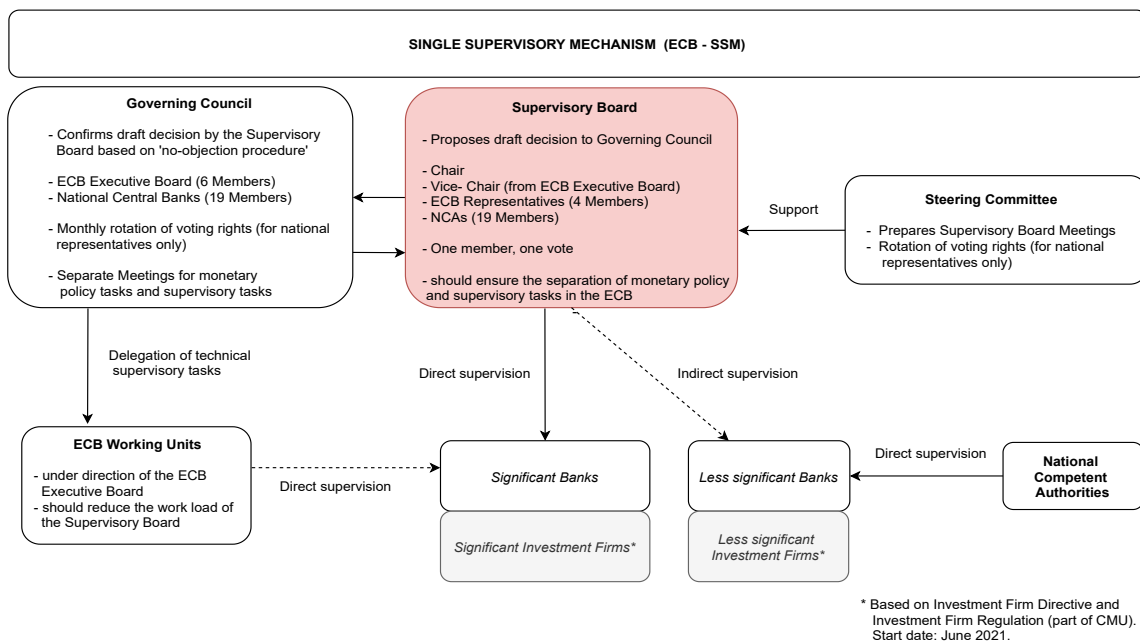 SINGLE SUPERVISORY MECHANISM (ECB - SSM)
Governing Council
- Confirms draft decision by the Supervisory
Board based on 'no-objection procedure'
- ECB Executive Board (6 Members)
- National Central Banks (19 Members)
- Monthly rotation of voting rights (for national
representatives only)
- Separate Meetings for monetary
policy tasks and supervisory tasks
Supervisory Board
- Proposes draft decision to Governing Council
- Chair
- Vice- Chair (from ECB Executive Board)
- ECB Representatives (4 Members)
- NCAs (19 Members)
- One member, one vote
- should ensure the separation of monetary policy
and supervisory tasks in the ECB
Support
Steering Committee
- Prepares Supervisory Board Meetings
- Rotation of voting rights (for national
representatives only)
Delegation of technical
supervisory tasks
Direct supervision
Indirect supervision
ECB Working Units
- under direction of the ECB
Executive Board
- should reduce the work load of
the Supervisory Board
Direct supervision
Significant Banks
Less significant Banks
Direct supervision
National
Competent
Authorities
Significant Investment Firms*
Less significant
Investment Firms*
* Based on Investment Firm Directive and
Investment Firm Regulation (part of CMU).
Start date: June 2021.